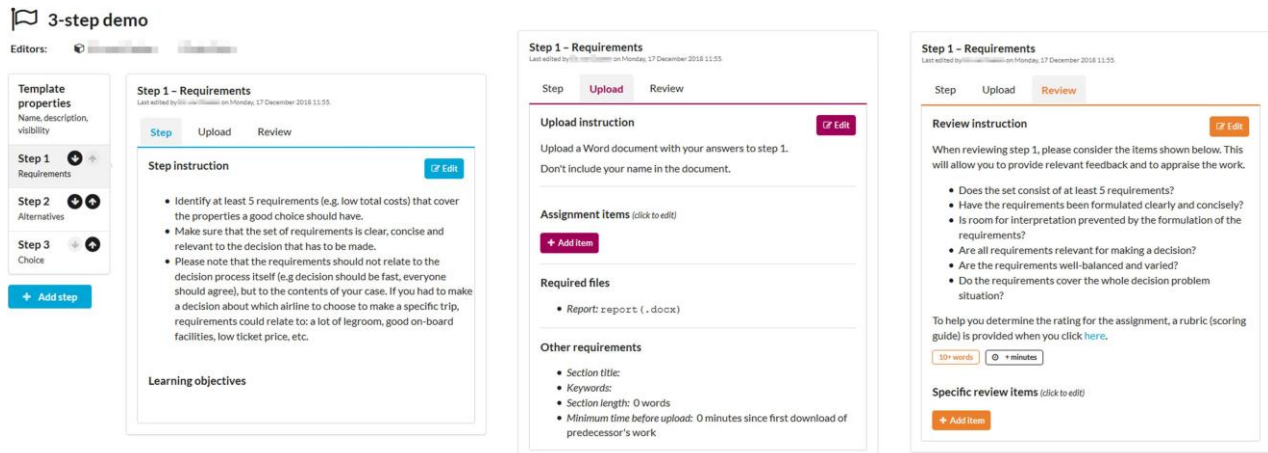 3-step demo
Editors:
Template
properties
Name, description,
visibility
Step 1
Requirements
Step 2
Alternatives
Step 3
Choice
+ Add step
Step 1 – Requirements
Last edited by on Monday, 17 December 2018 11:55.
Step Upload Review
Step instruction
Edit
• Identify at least 5 requirements (e.g. low total costs) that cover
the properties a good choice should have.
• Make sure that the set of requirements is clear, concise and
relevant to the decision that has to be made.
• Please note that the requirements should not relate to the
decision process itself (e.g decision should be fast, everyone
should agree), but to the contents of your case. If you had to make
a decision about which airline to choose to make a specific trip,
requirements could relate to: a lot of legroom, good on-board
facilities, low ticket price, etc.
Learning objectives
Step 1 – Requirements
Last edited by on Monday, 17 December 2018 11:55.
Step Upload Review
Upload instruction
Edit
Upload a Word document with your answers to step 1.
Don't include your name in the document.
Assignment items (click to edit)
+ Add item
Required files
• Report: report (.docx)
Other requirements
• Section title:
• Keywords:
• Section length: 0 words
• Minimum time before upload: 0 minutes since first download of
predecessor's work
Step 1 – Requirements
Last edited by on Monday, 17 December 2018 11:55.
Step Upload Review
Review instruction
Edit
When reviewing step 1, please consider the items shown below. This
will allow you to provide relevant feedback and to appraise the work.
• Does the set consist of at least 5 requirements?
• Have the requirements been formulated clearly and concisely?
• Is room for interpretation prevented by the formulation of the
requirements?
• Are all requirements relevant for making a decision?
• Are the requirements well-balanced and varied?
• Do the requirements cover the whole decision problem
situation?
To help you determine the rating for the assignment, a rubric (scoring
guide) is provided when you click here.
10+ words + minutes
Specific review items (click to edit)
+ Add item